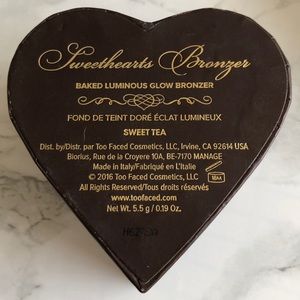 Sweethearts Bronzer
BAKED LUMINOUS GLOW BRONZER
FOND DE TEINT DORÉ ÉCLAT LUMINEUX
SWEET TEA
Dist. by/Distr. par Too Faced Cosmetics, LLC, Irvine, CA 92614 USA
Biorius, Rue de la Croyere 10A, BE-7170 MANAGE
Made in Italy/Fabriqué en L'Italie
© 2016 Too Faced Cosmetics, LLC
All Rights Reserved/Tous droits réservés
www.toofaced.com
Net Wt. 5.5 g / 0.19 Oz.